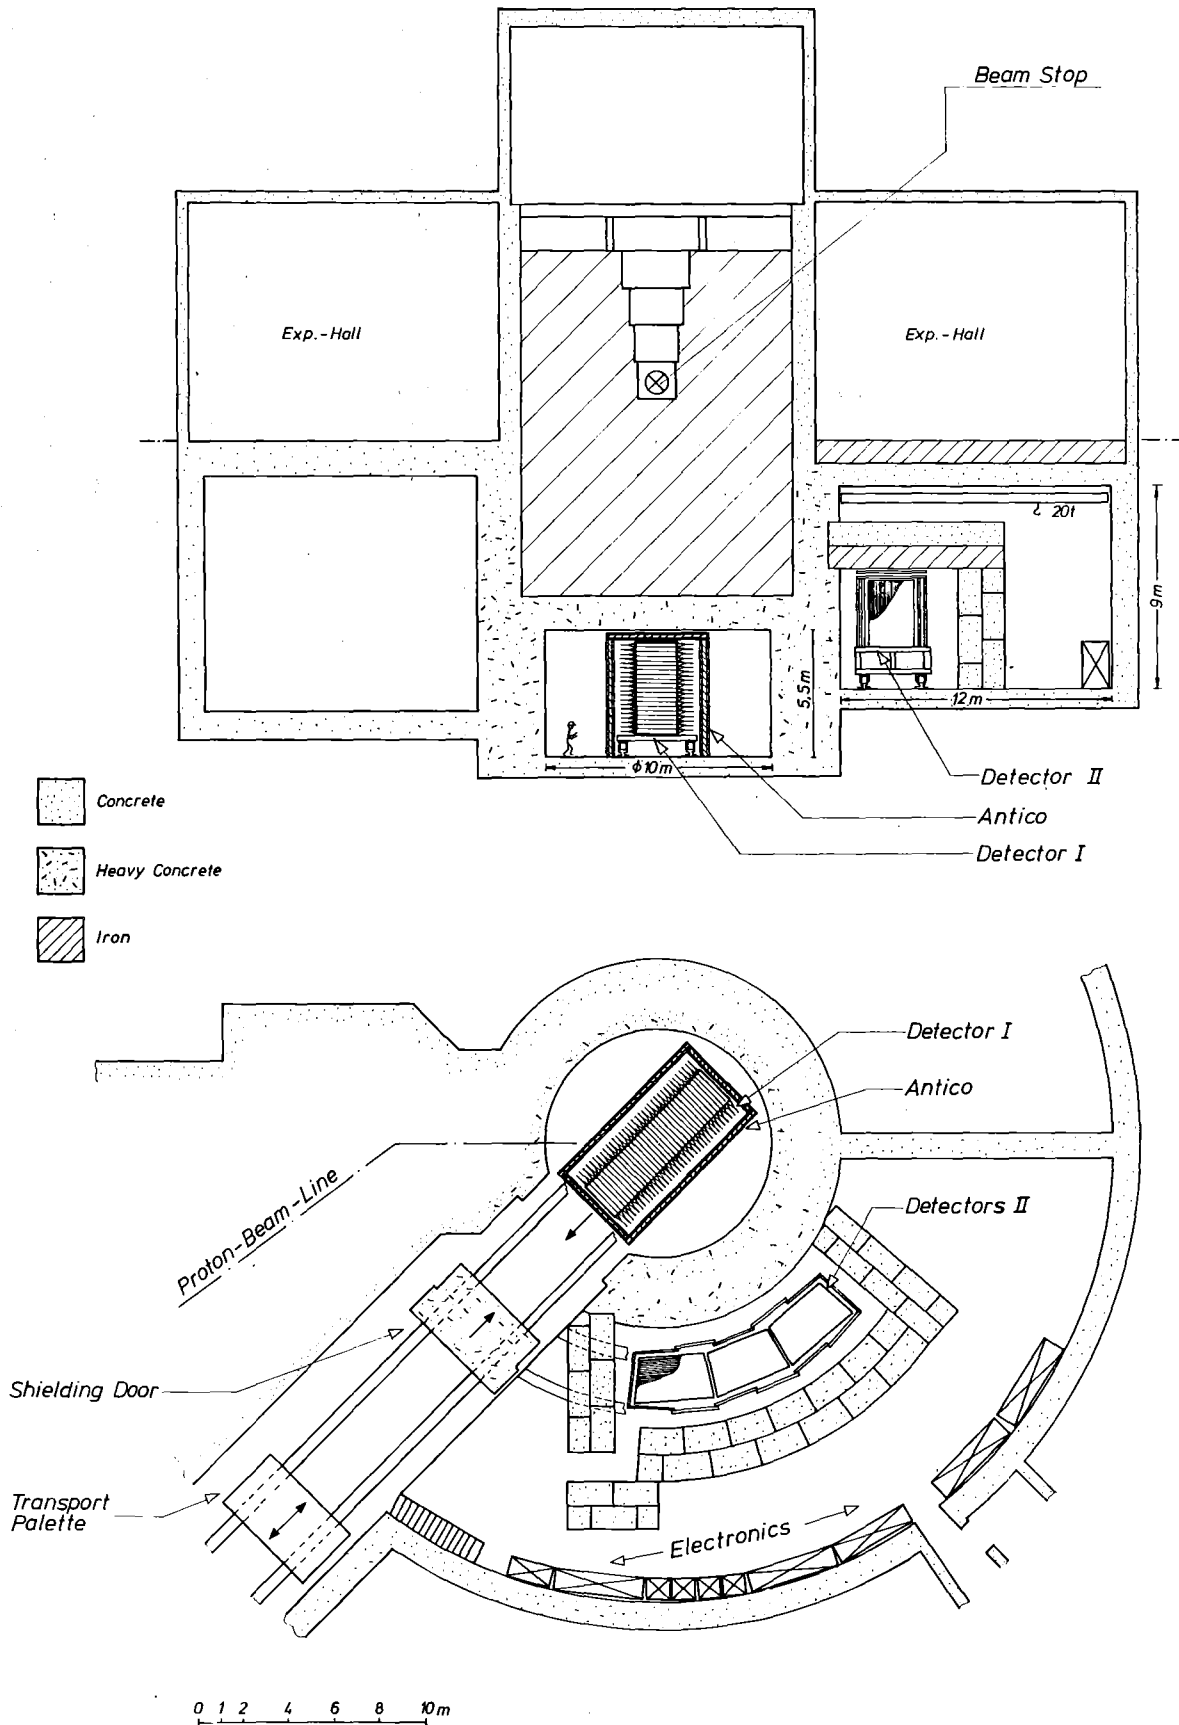 Beam Stop
Exp.-Hall
Exp.-Hall
20t
9m
5,5m
12m
ϕ10m
Detector II
Antico
Detector I
Concrete
Heavy Concrete
Iron
Detector I
Antico
Proton-Beam-Line
Detectors II
Shielding Door
Transport
Palette
Electronics
0 1 2 4 6 8 10m